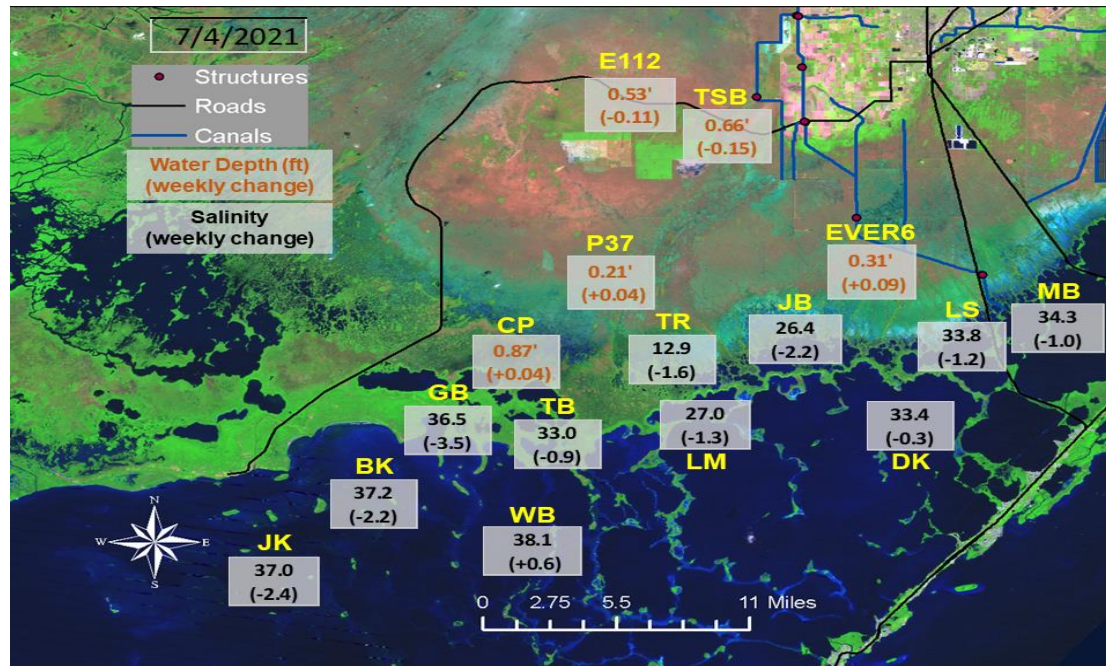 7/4/2021
Structures
Roads
Canals
Water Depth (ft)
(weekly change)
Salinity
(weekly change)
E112
0.53'
(-0.11)
TSB
0.66'
(-0.15)
P37
0.21'
(+0.04)
EVER6
0.31'
(+0.09)
CP
0.87'
(+0.04)
TR
12.9
(-1.6)
JB
26.4
(-2.2)
LS
33.8
(-1.2)
MB
34.3
(-1.0)
GB
36.5
(-3.5)
TB
33.0
(-0.9)
27.0
(-1.3)
LM
33.4
(-0.3)
DK
BK
37.2
(-2.2)
WB
38.1
(+0.6)
JK
37.0
(-2.4)
N
W E
S
0 2.75 5.5 11 Miles